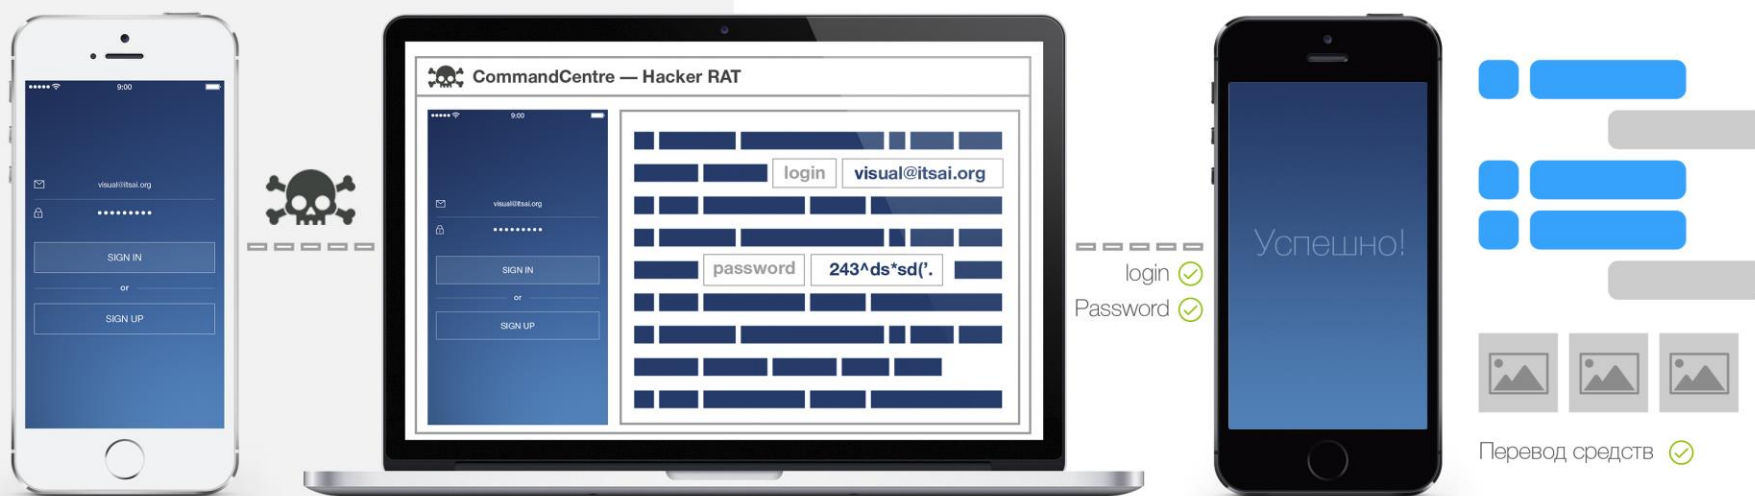 9:00
visual@itsai.org
•••••••••
SIGN IN
or
SIGN UP
CommandCentre — Hacker RAT
9:00
visual@itsai.org
•••••••••
SIGN IN
or
SIGN UP
login visual@itsai.org
password 243^ds*sd('.
login
Password
Успешно!
Перевод средств